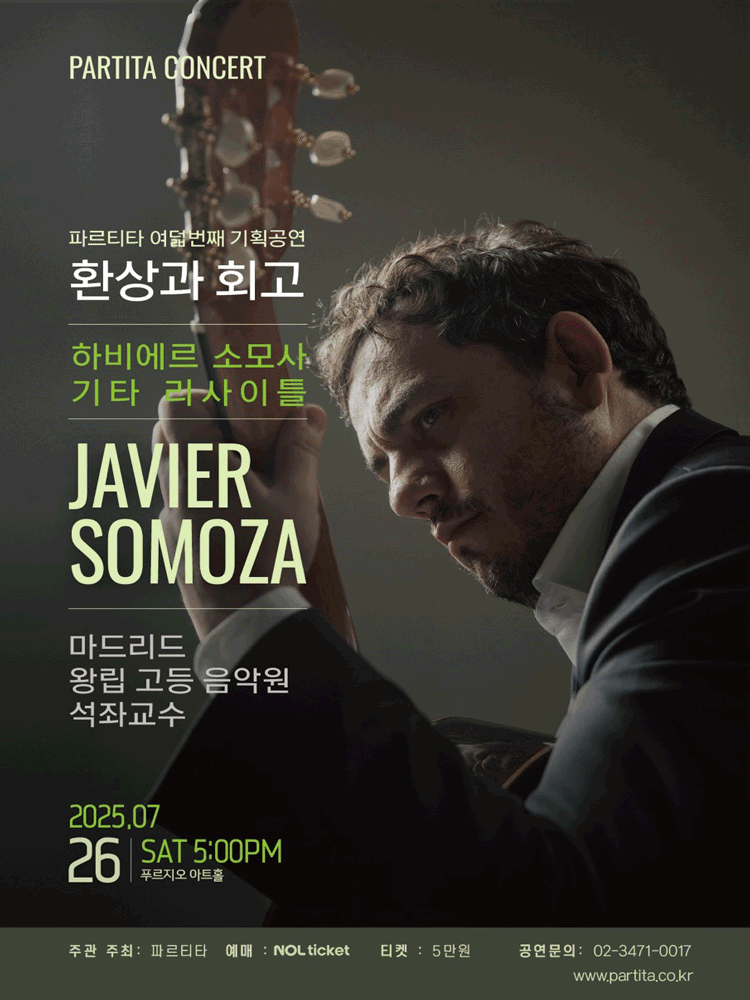 PARTITA CONCERT
파르티타 여덟번째 기획공연
환상과 회고
하비에르 소모사
기타 리사이틀
JAVIER
SOMOZA
마드리드
왕립 고등 음악원
석좌교수
2025.07
26 SAT 5:00PM
푸르지오 아트홀
주관 주최: 파르티타 예매 : NOL ticket 티켓 : 5만원 공연문의: 02-3471-0017
www.partita.co.kr